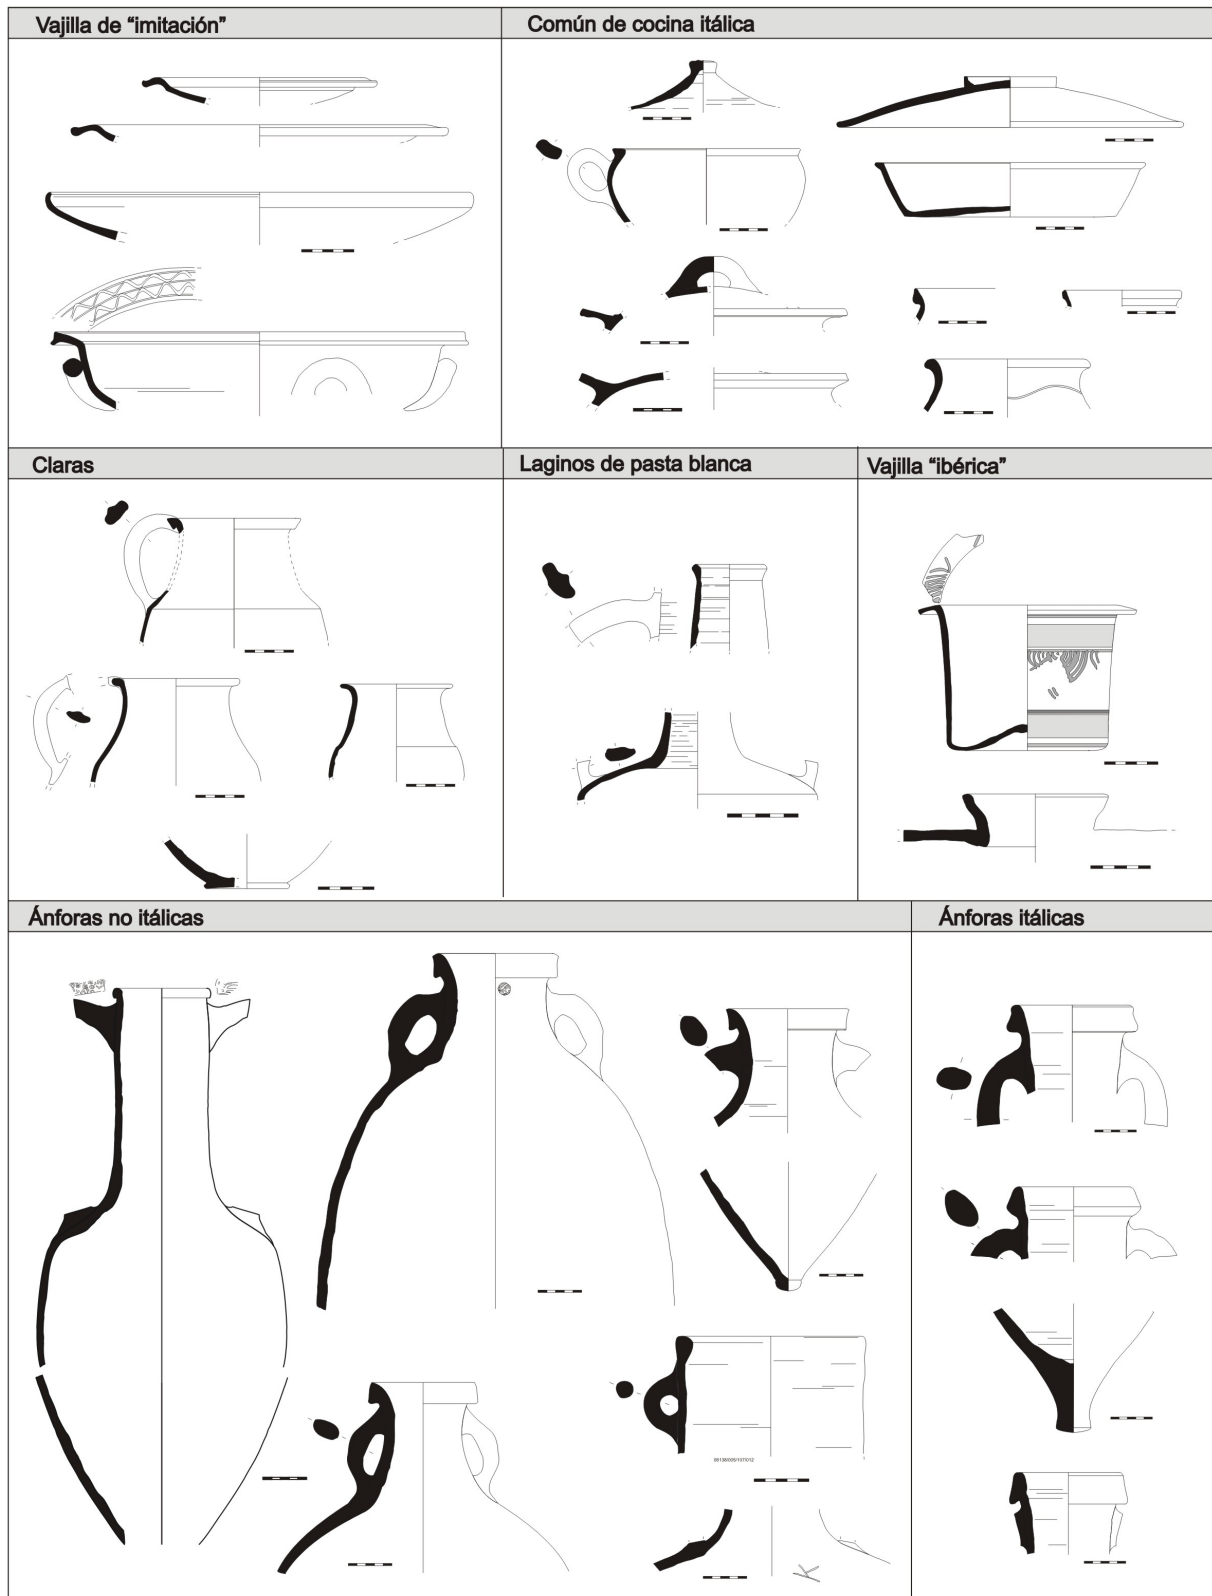 Vajilla de “imitación”
Común de cocina itálica
Claras
Laginos de pasta blanca
Vajilla “ibérica”
Ánforas no itálicas
Ánforas itálicas